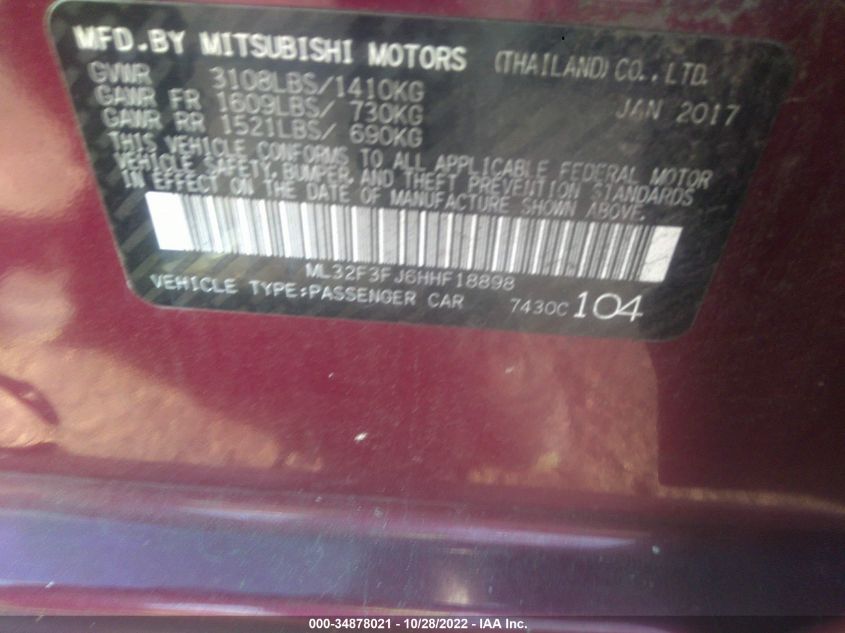 MFD.BY MITSUBISHI MOTORS (THAILAND) CO., LTD.
GVWR 3108LBS/1410KG JAN 2017
GAWR FR 1609LBS/ 730KG
GAWR RR 1521LBS/ 690KG
THIS VEHICLE CONFORMS TO ALL APPLICABLE FEDERAL MOTOR
VEHICLE SAFETY, BUMPER, AND THEFT PREVENTION STANDARDS
IN EFFECT ON THE DATE OF MANUFACTURE SHOWN ABOVE.
ML32F3FJ6HHF18898
VEHICLE TYPE:PASSENGER CAR 7430C 104
000-34878021 - 10/28/2022 - IAA Inc.